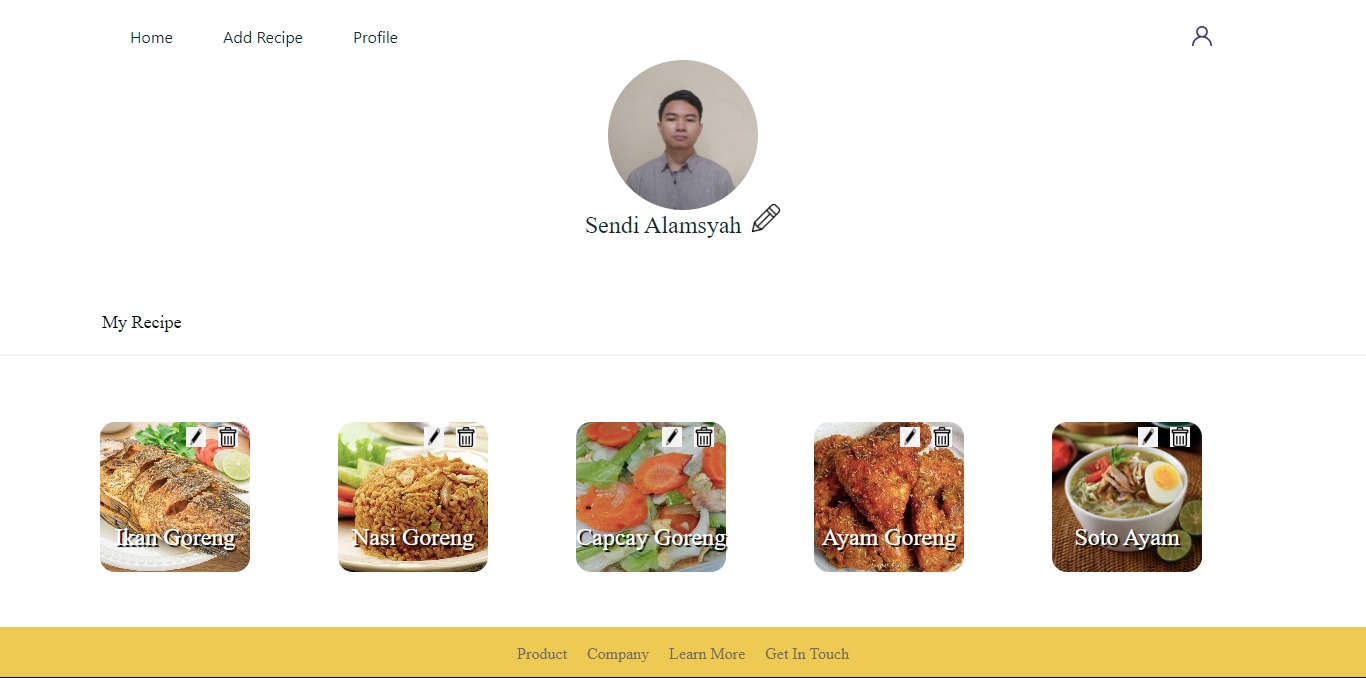 Home Add Recipe Profile
Sendi Alamsyah
My Recipe
Ikan Goreng Nasi Goreng Capcay Goreng Ayam Goreng Soto Ayam
Product Company Learn More Get In Touch